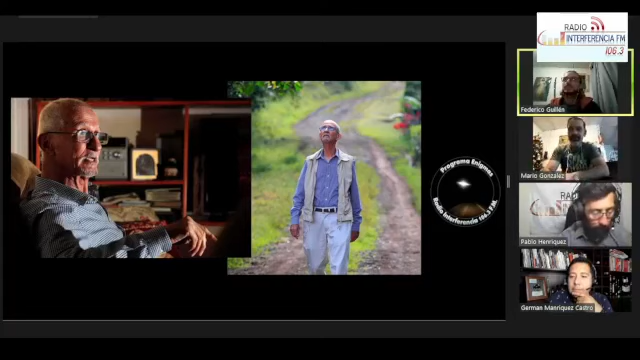 RADIO
INTERFERENCIA FM
106.3
Federico Guillén
Mario González
RADIO
Pablo Henriquez
German Manriquez Castro
Programa Enigmas
Radio Interferencia 106.3 F.M.